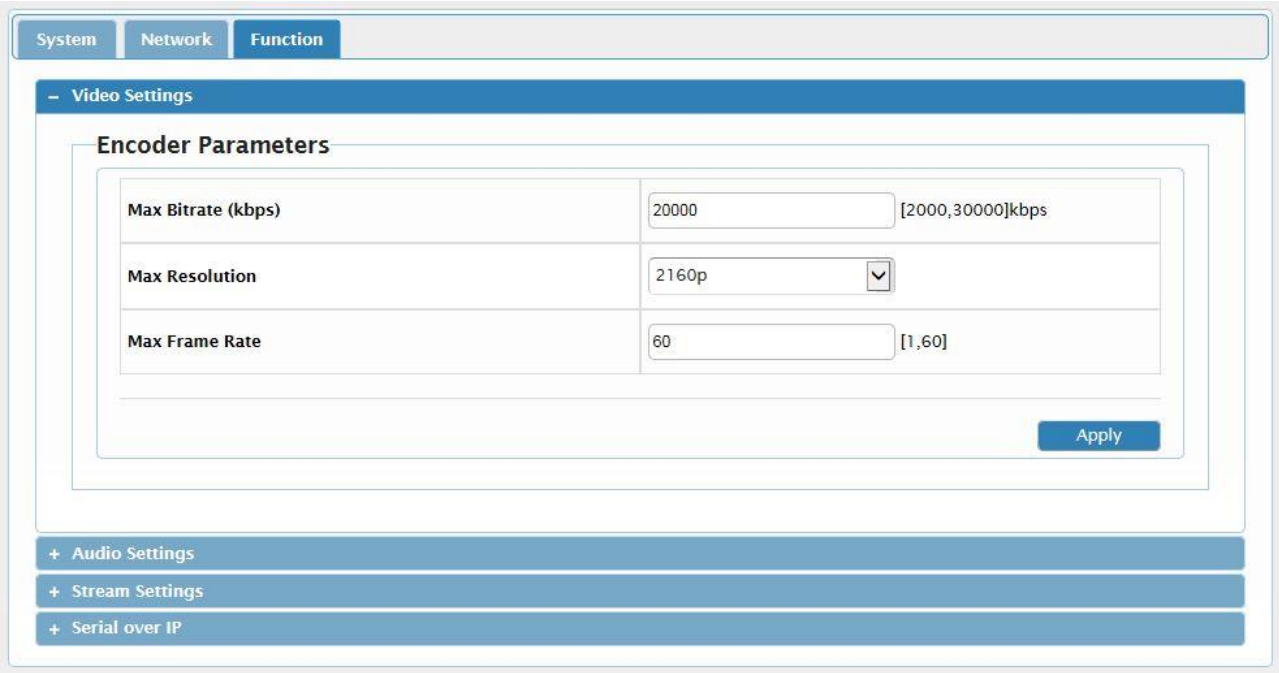 System Network Function
– Video Settings
Encoder Parameters
Max Bitrate (kbps) 20000 [2000,30000]kbps
Max Resolution 2160p
Max Frame Rate 60 [1,60]
Apply
+ Audio Settings
+ Stream Settings
+ Serial over IP